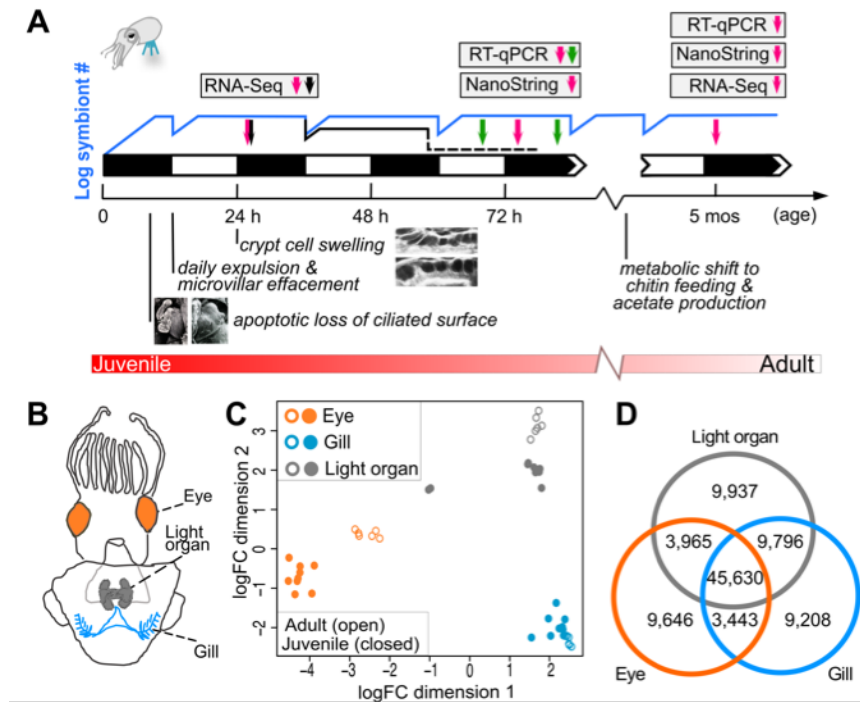 A
RT-qPCR
RT-qPCR
NanoString
RNA-Seq
NanoString
RNA-Seq
Log symbiont #
0
24 h
48 h
72 h
5 mos
(age)
crypt cell swelling
daily expulsion &
microvillar effacement
apoptotic loss of ciliated surface
metabolic shift to
chitin feeding &
acetate production
Juvenile
Adult
B
Eye
Light
organ
Gill
C
Eye
Gill
Light organ
Adult (open)
Juvenile (closed)
logFC dimension 2
3
2
1
0
−1
−2
−4
−3
−2
−1
0
1
2
logFC dimension 1
D
Light organ
9,937
3,965
9,796
45,630
9,646
3,443
9,208
Eye
Gill